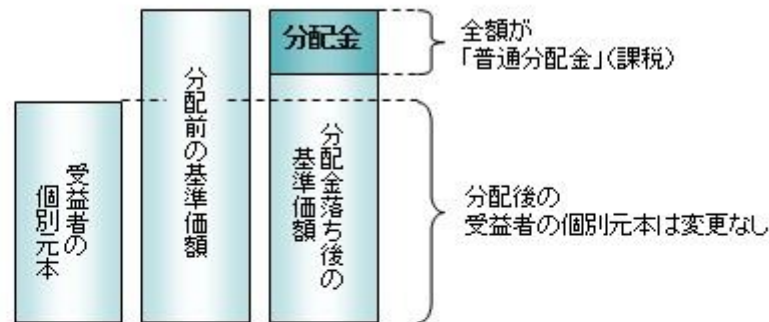 受益者の
個別元本
分配前の基準価額
分配金
分配金落ち後の
基準価額
全額が
「普通分配金」(課税)
分配後の
受益者の個別元本は変更なし